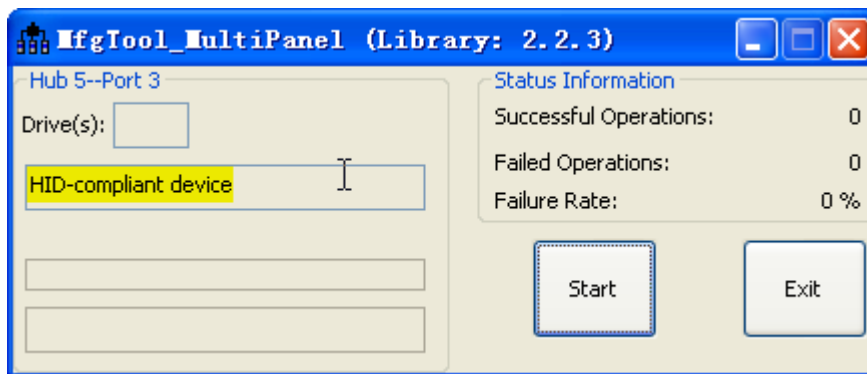 MfgTool_MultiPanel (Library: 2.2.3)
Hub 5--Port 3
Drive(s):
HID-compliant device
Status Information
Successful Operations: 0
Failed Operations: 0
Failure Rate: 0 %
Start
Exit